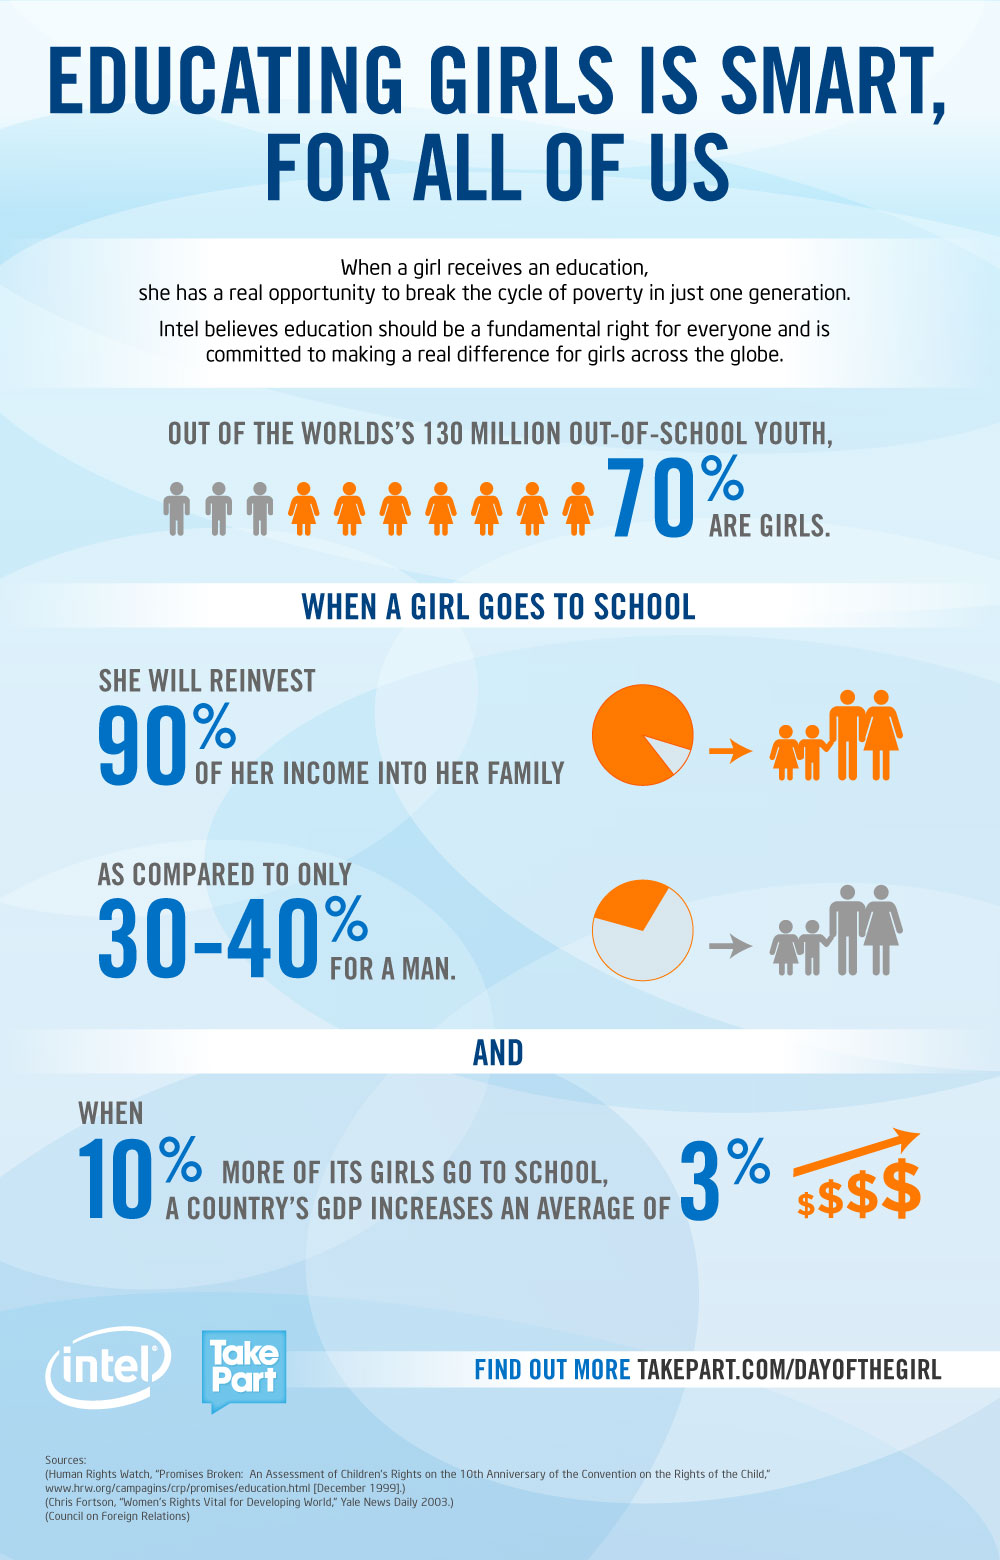 EDUCATING GIRLS IS SMART,
FOR ALL OF US
When a girl receives an education,
she has a real opportunity to break the cycle of poverty in just one generation.
Intel believes education should be a fundamental right for everyone and is
committed to making a real difference for girls across the globe.
OUT OF THE WORLDS'S 130 MILLION OUT-OF-SCHOOL YOUTH,
70%
ARE GIRLS.
WHEN A GIRL GOES TO SCHOOL
SHE WILL REINVEST
90%
OF HER INCOME INTO HER FAMILY
AS COMPARED TO ONLY
30-40%
FOR A MAN.
AND
WHEN
10% MORE OF ITS GIRLS GO TO SCHOOL,
A COUNTRY'S GDP INCREASES AN AVERAGE OF 3%
$$$$
intel®
Take
Part
FIND OUT MORE TAKEPART.COM/DAYOFTHEGIRL
Sources:
(Human Rights Watch, "Promises Broken: An Assessment of Children's Rights on the 10th Anniversary of the Convention on the Rights of the Child,"
www.hrw.org/campagins/crp/promises/education.html [December 1999].)
(Chris Fortson, "Women's Rights Vital for Developing World," Yale News Daily 2003.)
(Council on Foreign Relations)